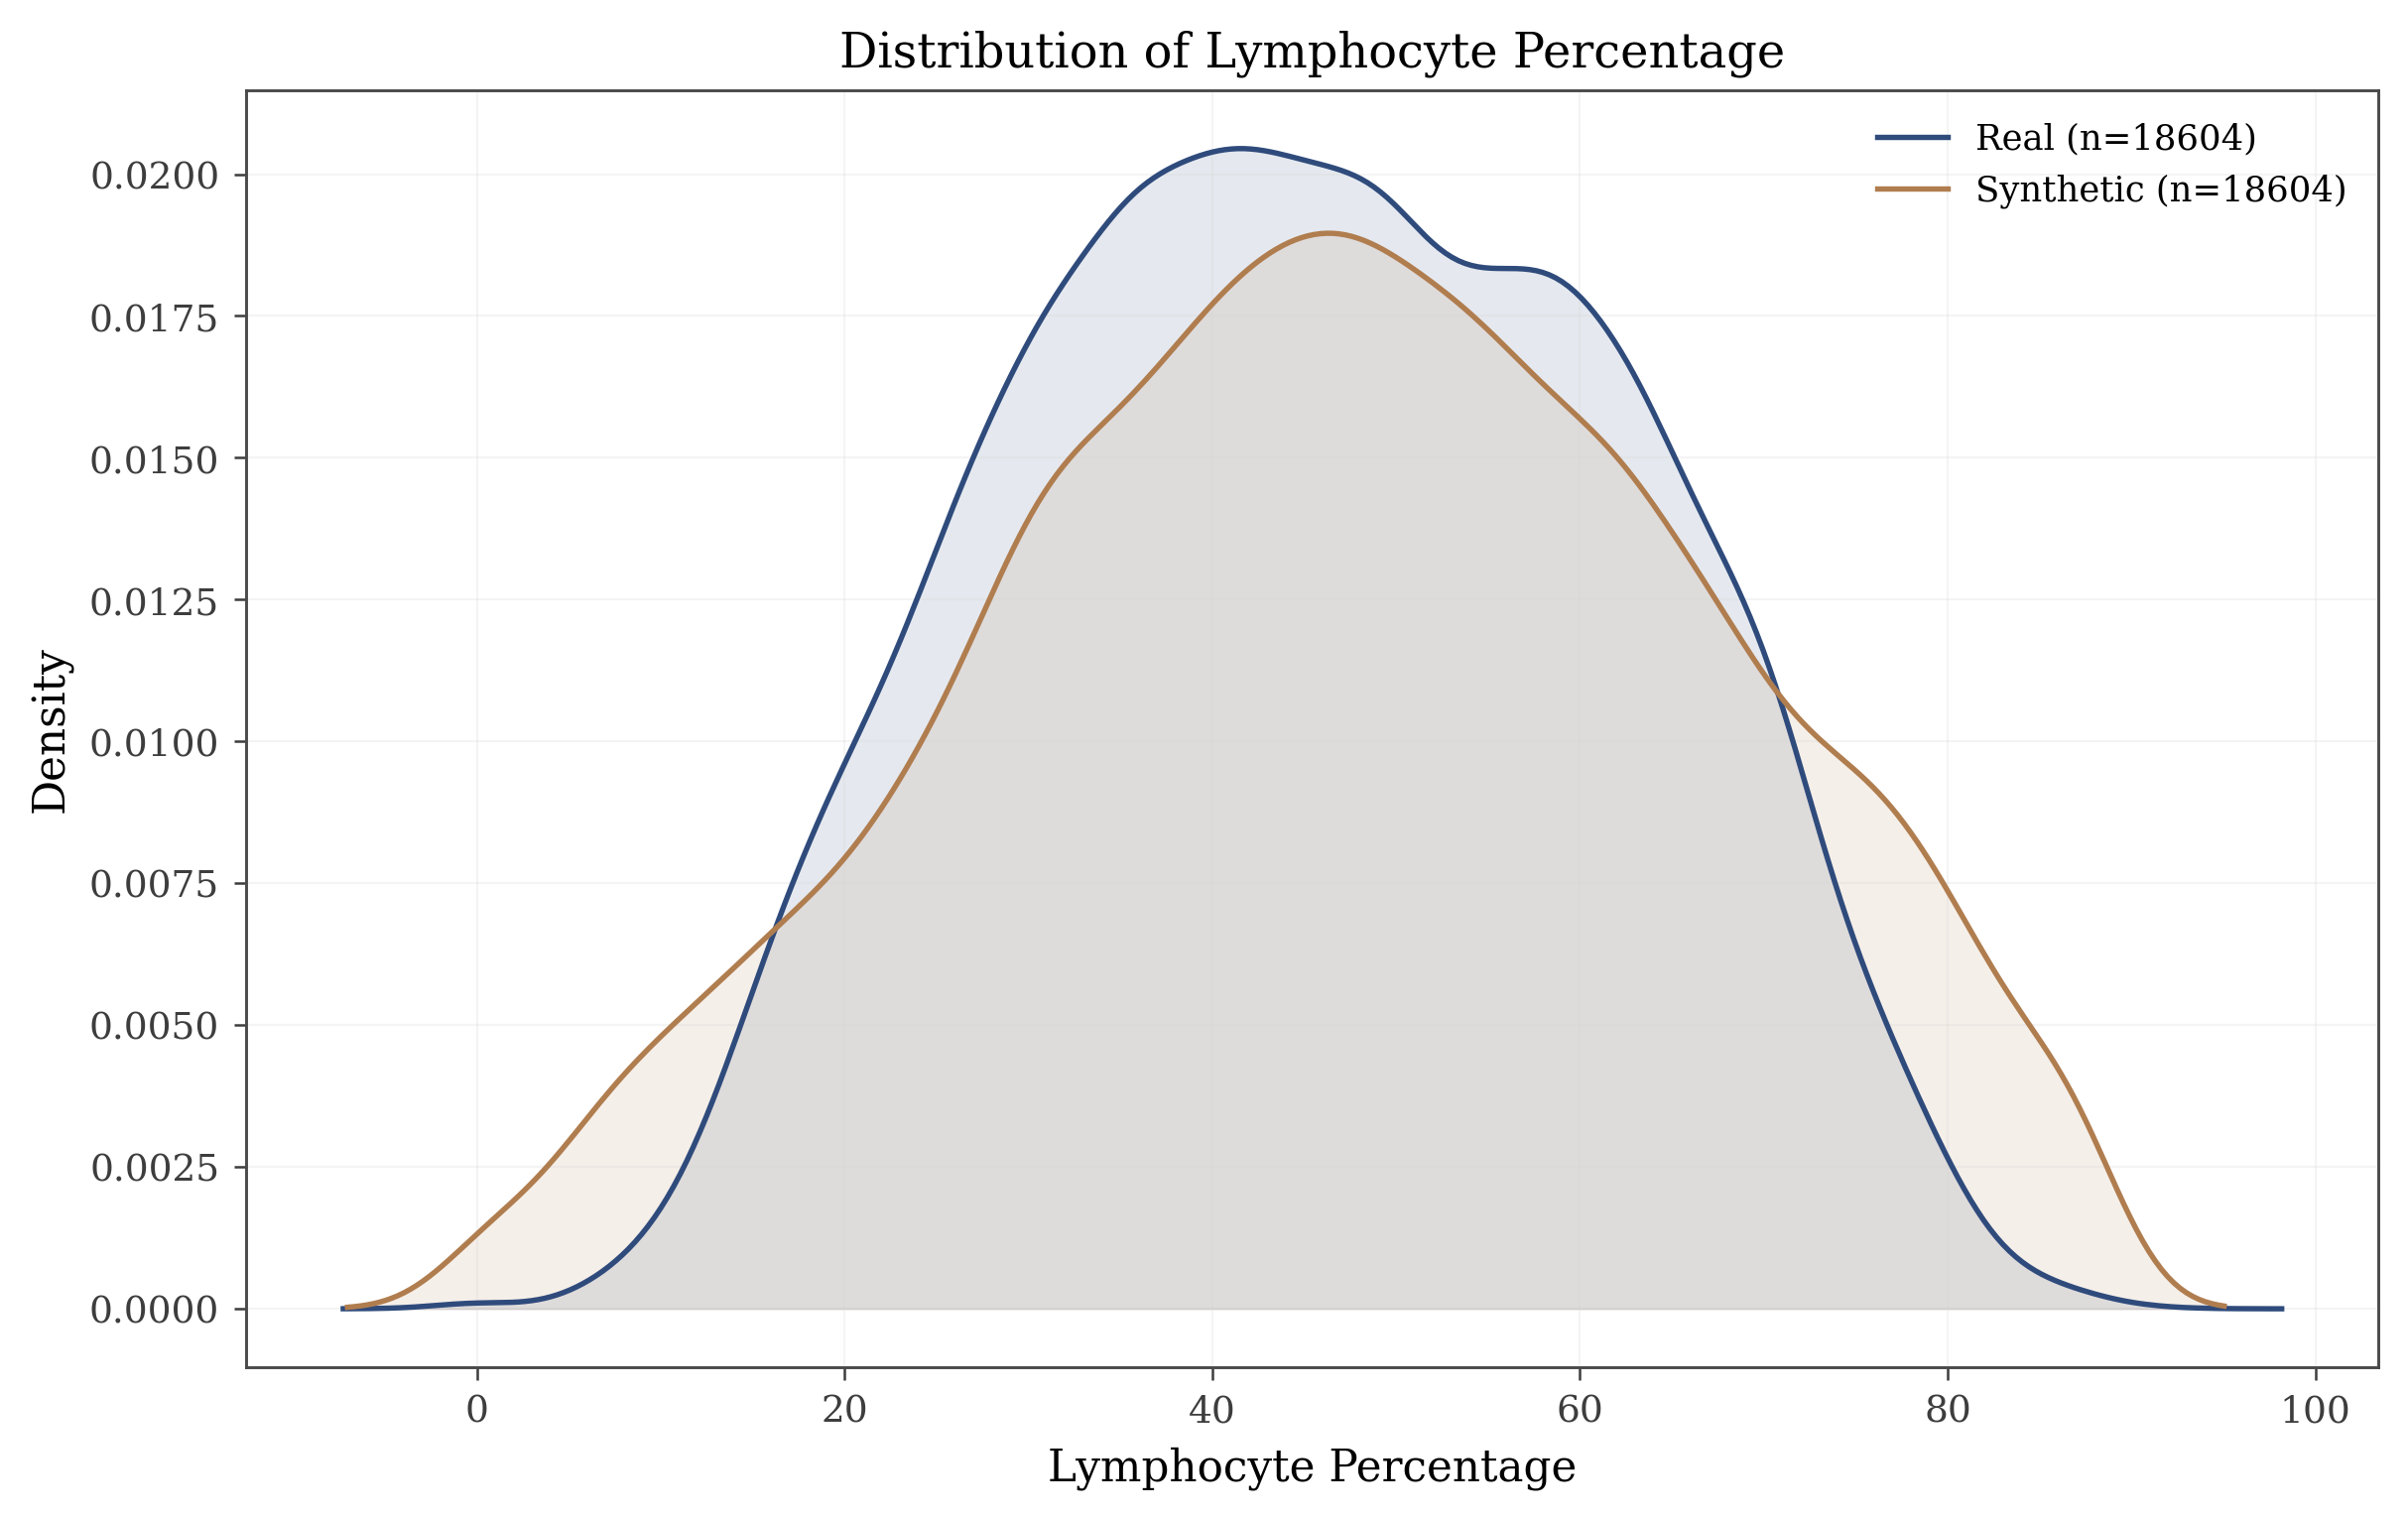 Distribution of Lymphocyte Percentage
Real (n=18604)
Synthetic (n=18604)
Density
0.0200
0.0175
0.0150
0.0125
0.0100
0.0075
0.0050
0.0025
0.0000
0 20 40 60 80 100
Lymphocyte Percentage